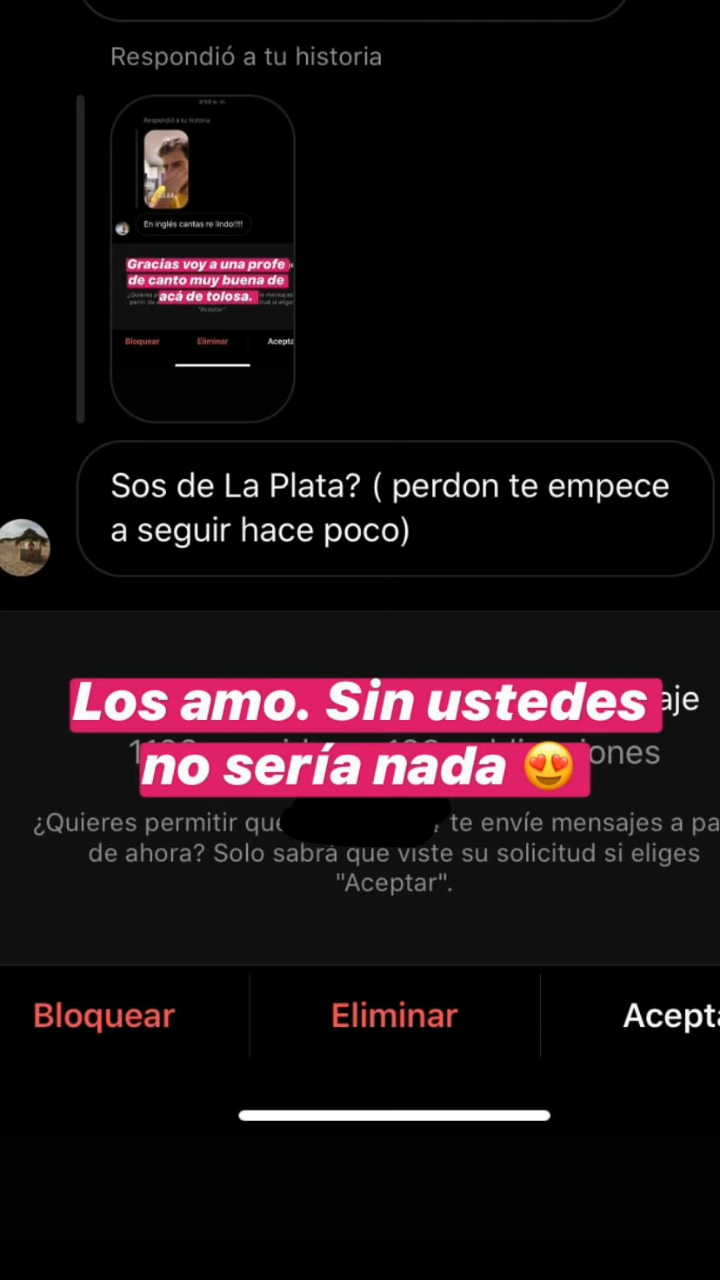 Respondió a tu historia
Respondió a tu historia
En inglés cantas re lindo!!!!
Gracias voy a una profe
de canto muy buena de
acá de tolosa.
"Aceptar".
Bloquear Eliminar Acepta
Sos de La Plata? ( perdon te empece
a seguir hace poco)
Los amo. Sin ustedes aje
no sería nada 😍 ones
¿Quieres permitir que te envíe mensajes a pa
de ahora? Solo sabrá que viste su solicitud si eliges
"Aceptar".
Bloquear Eliminar Acepta